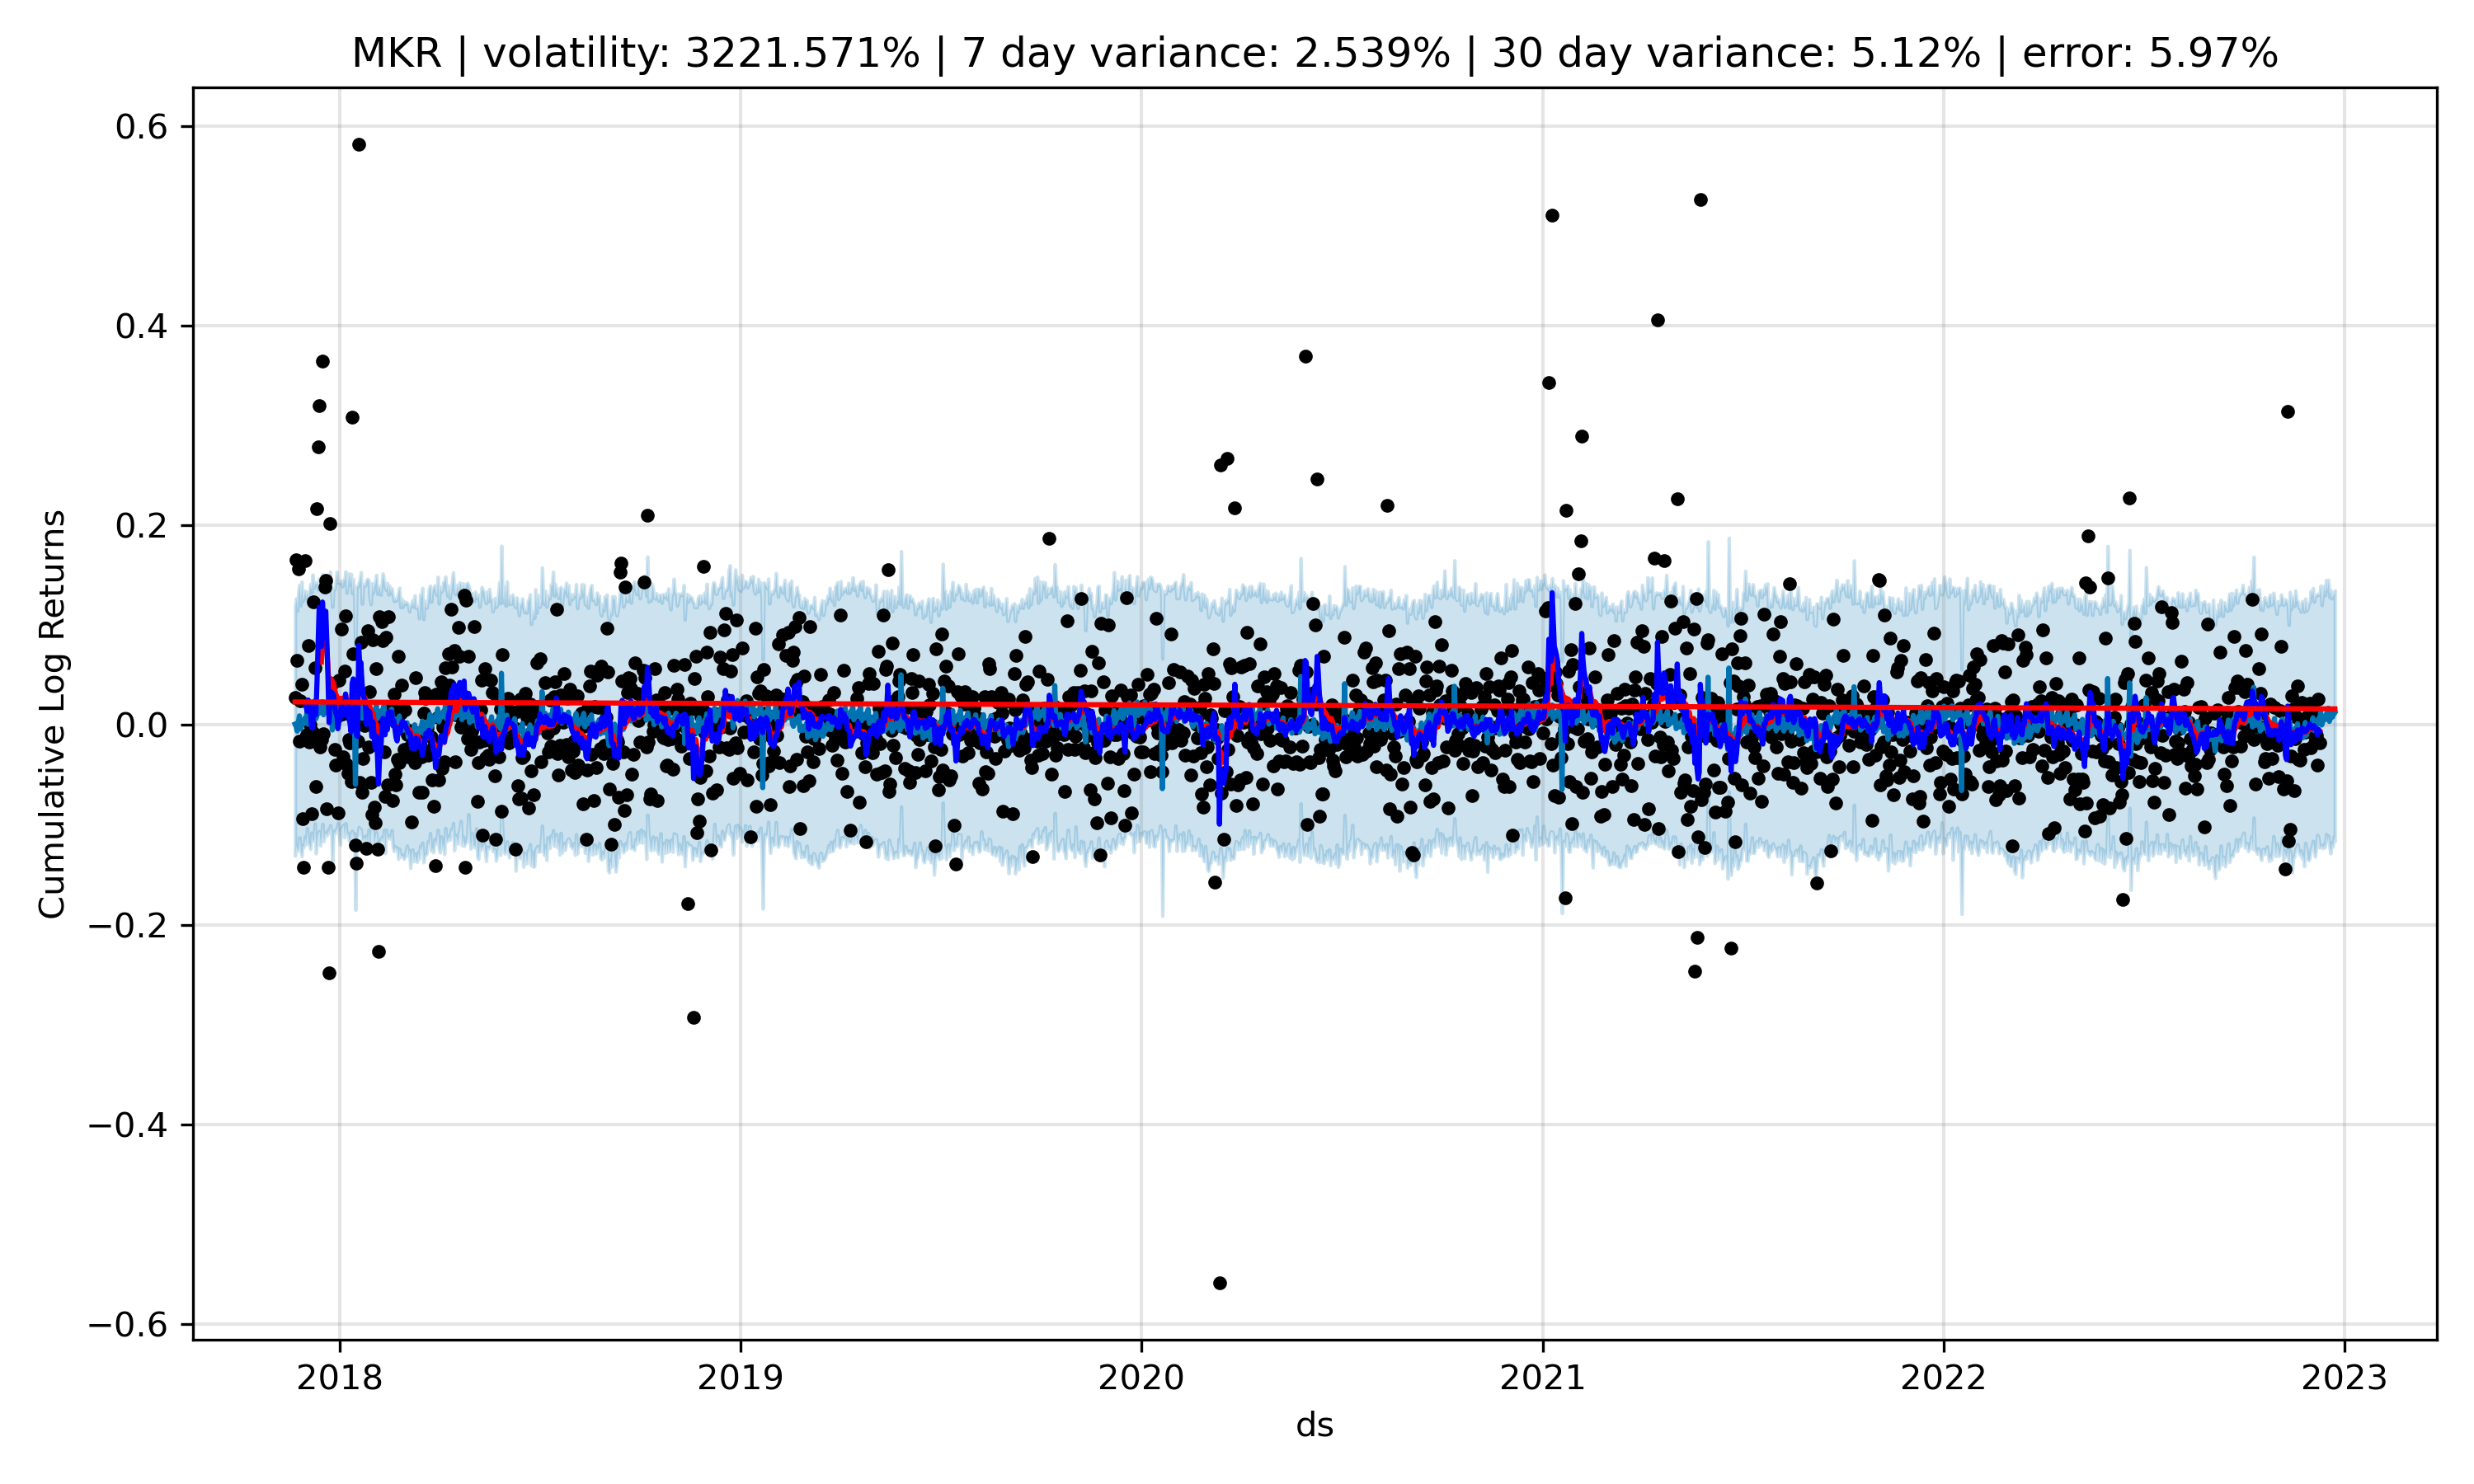 MKR | volatility: 3221.571% | 7 day variance: 2.539% | 30 day variance: 5.12% | error: 5.97%
0.6
0.4
0.2
0.0
−0.2
−0.4
−0.6
Cumulative Log Returns
2018 2019 2020 2021 2022 2023
ds